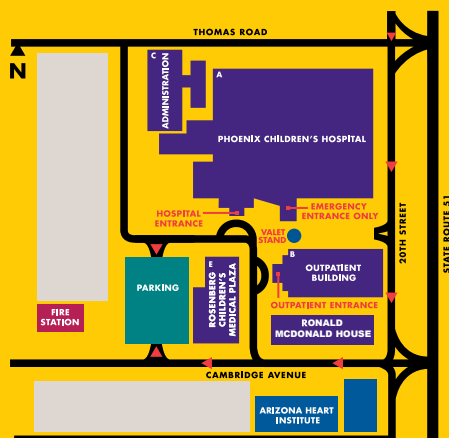 THOMAS ROAD
N
C
ADMINISTRATION
A
PHOENIX CHILDREN'S HOSPITAL
HOSPITAL
ENTRANCE
EMERGENCY
ENTRANCE ONLY
VALET
STAND
20TH STREET
STATE ROUTE 51
B
OUTPATIENT
BUILDING
OUTPATIENT ENTRANCE
PARKING
E
ROSENBERG
CHILDREN'S
MEDICAL PLAZA
FIRE
STATION
RONALD
MCDONALD HOUSE
CAMBRIDGE AVENUE
ARIZONA HEART
INSTITUTE